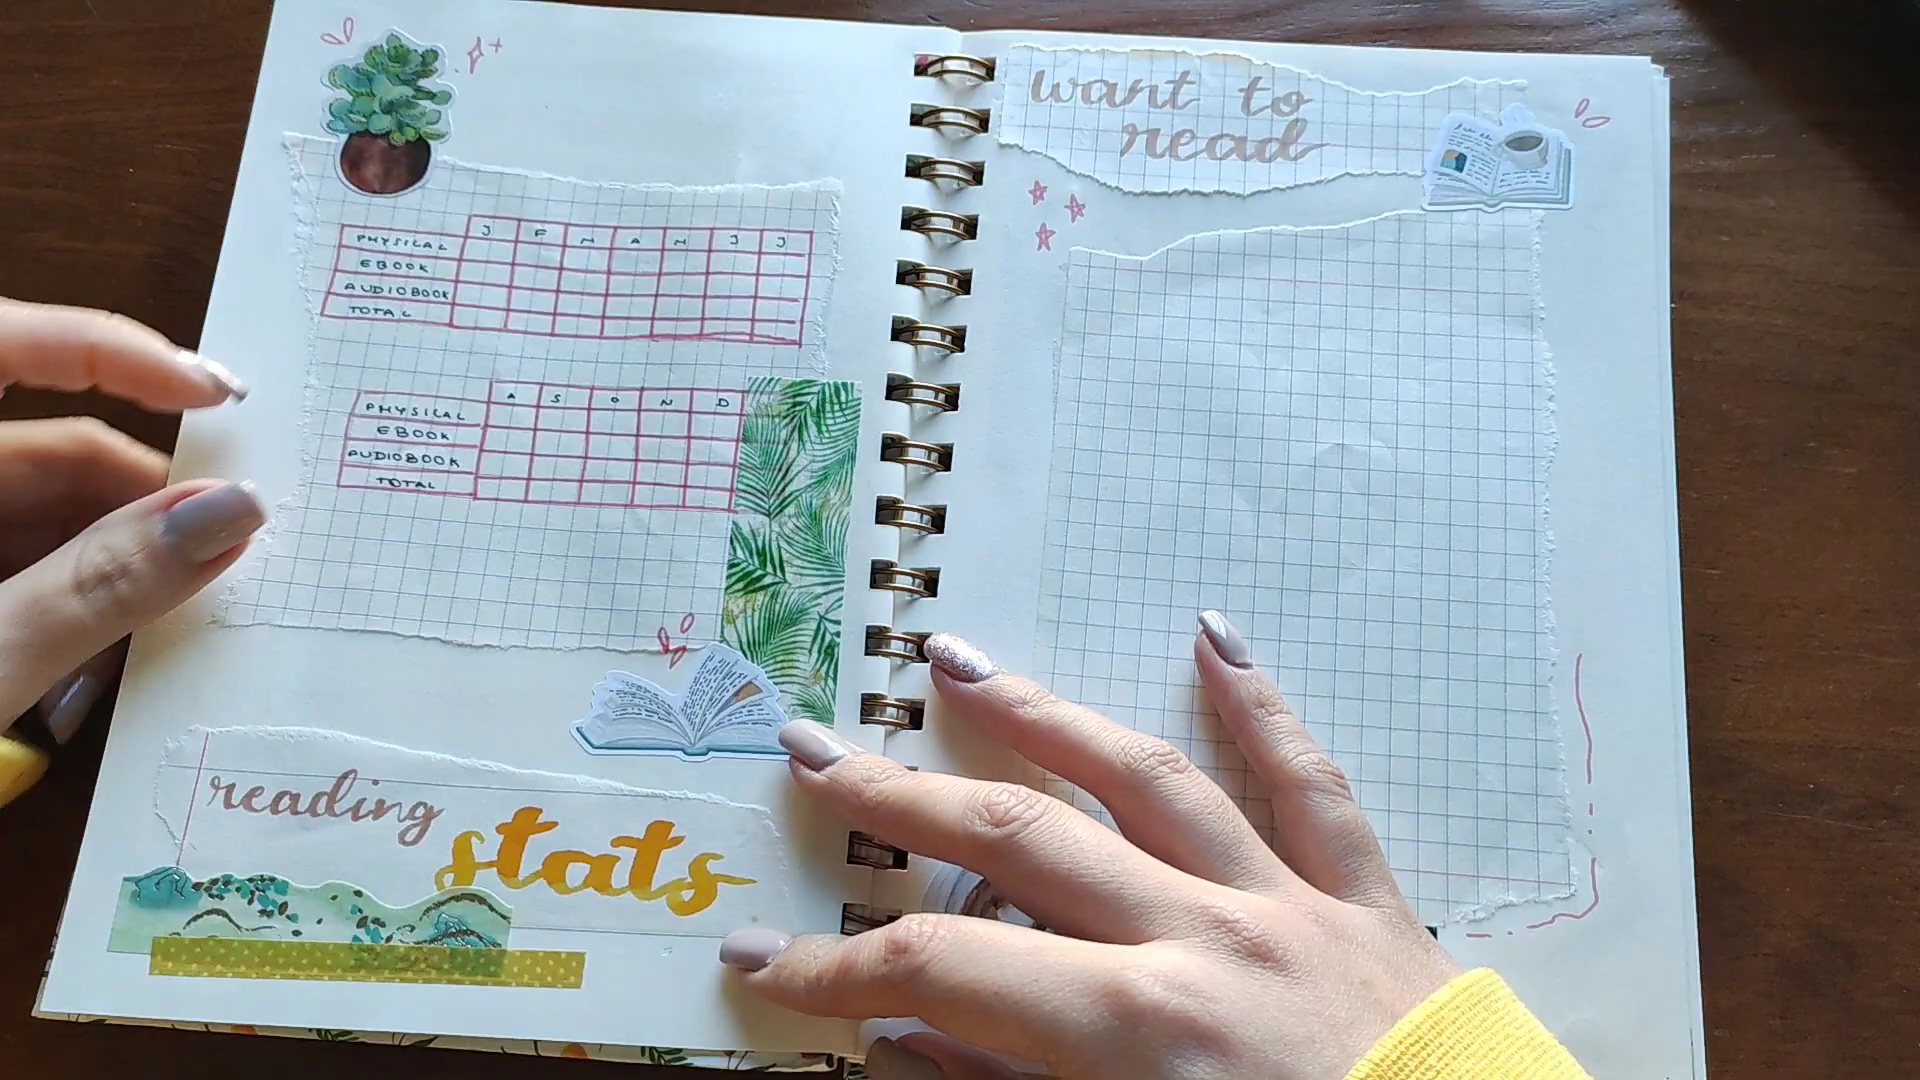 J F M A M J J
PHYSICAL
EBOOK
AUDIOBOOK
TOTAL
A S O N D
PHYSICAL
EBOOK
AUDIOBOOK
TOTAL
reading
stats
want to
read